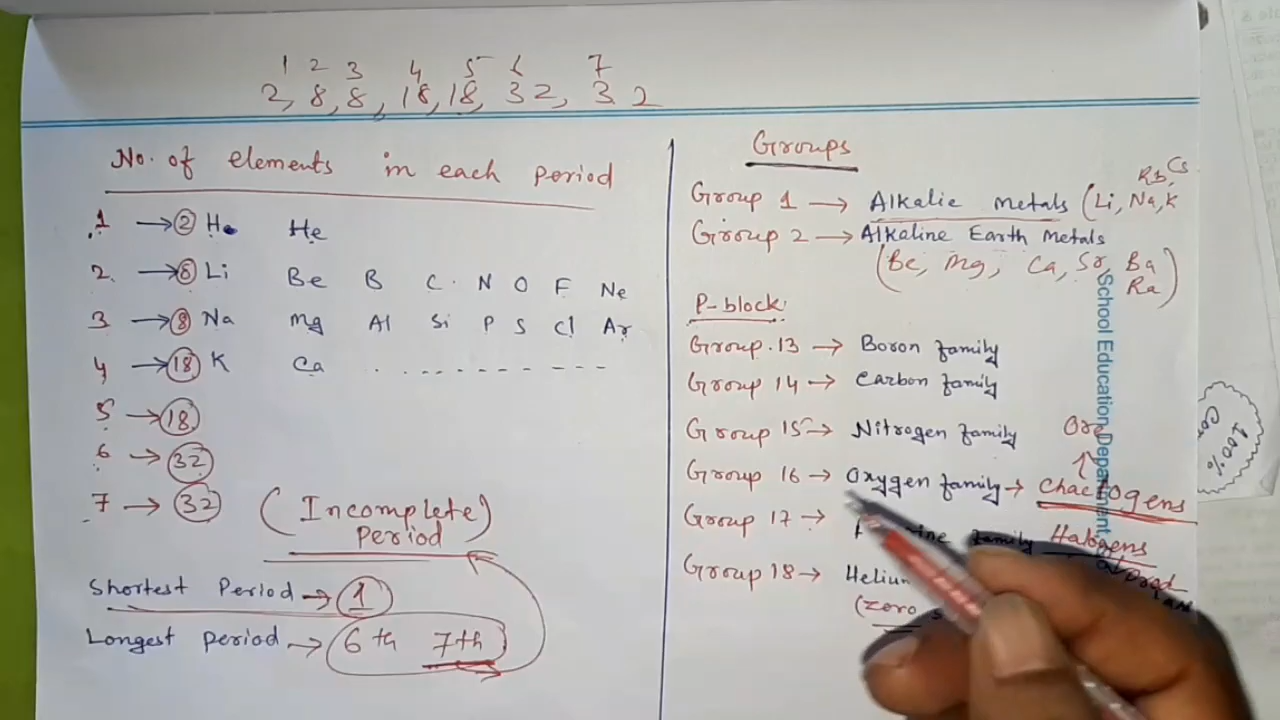 1 2 3 4 5 6 7
2, 8, 8, 18, 18, 32, 32
No. of elements in each period
1 → 2 He He
2. → 8 Li Be B C N O F Ne
3 → 8 Na Mg Al Si P S Cl Ar
4 → 18 K Ca . . - - - - - - - - -
5 → 18
6 → 32
7 → 32
(Incomplete)
Period
Shortest Period → 1
Longest period → 6th 7th
Groups
Rb, Cs
Group 1 → Alkalie metals (Li, Na, K
Group 2 → Alkaline Earth Metals
(Be, Mg, Ca, Sr, Ba
Ra)
P-block
Group.13 → Boron family
Group 14 → Carbon family
Group 15 → Nitrogen family
Ore
Group 16 → Oxygen family → Chalcogens
Group 17 → family Halogens
Group 18 →
(Zero
School Education Department
100%